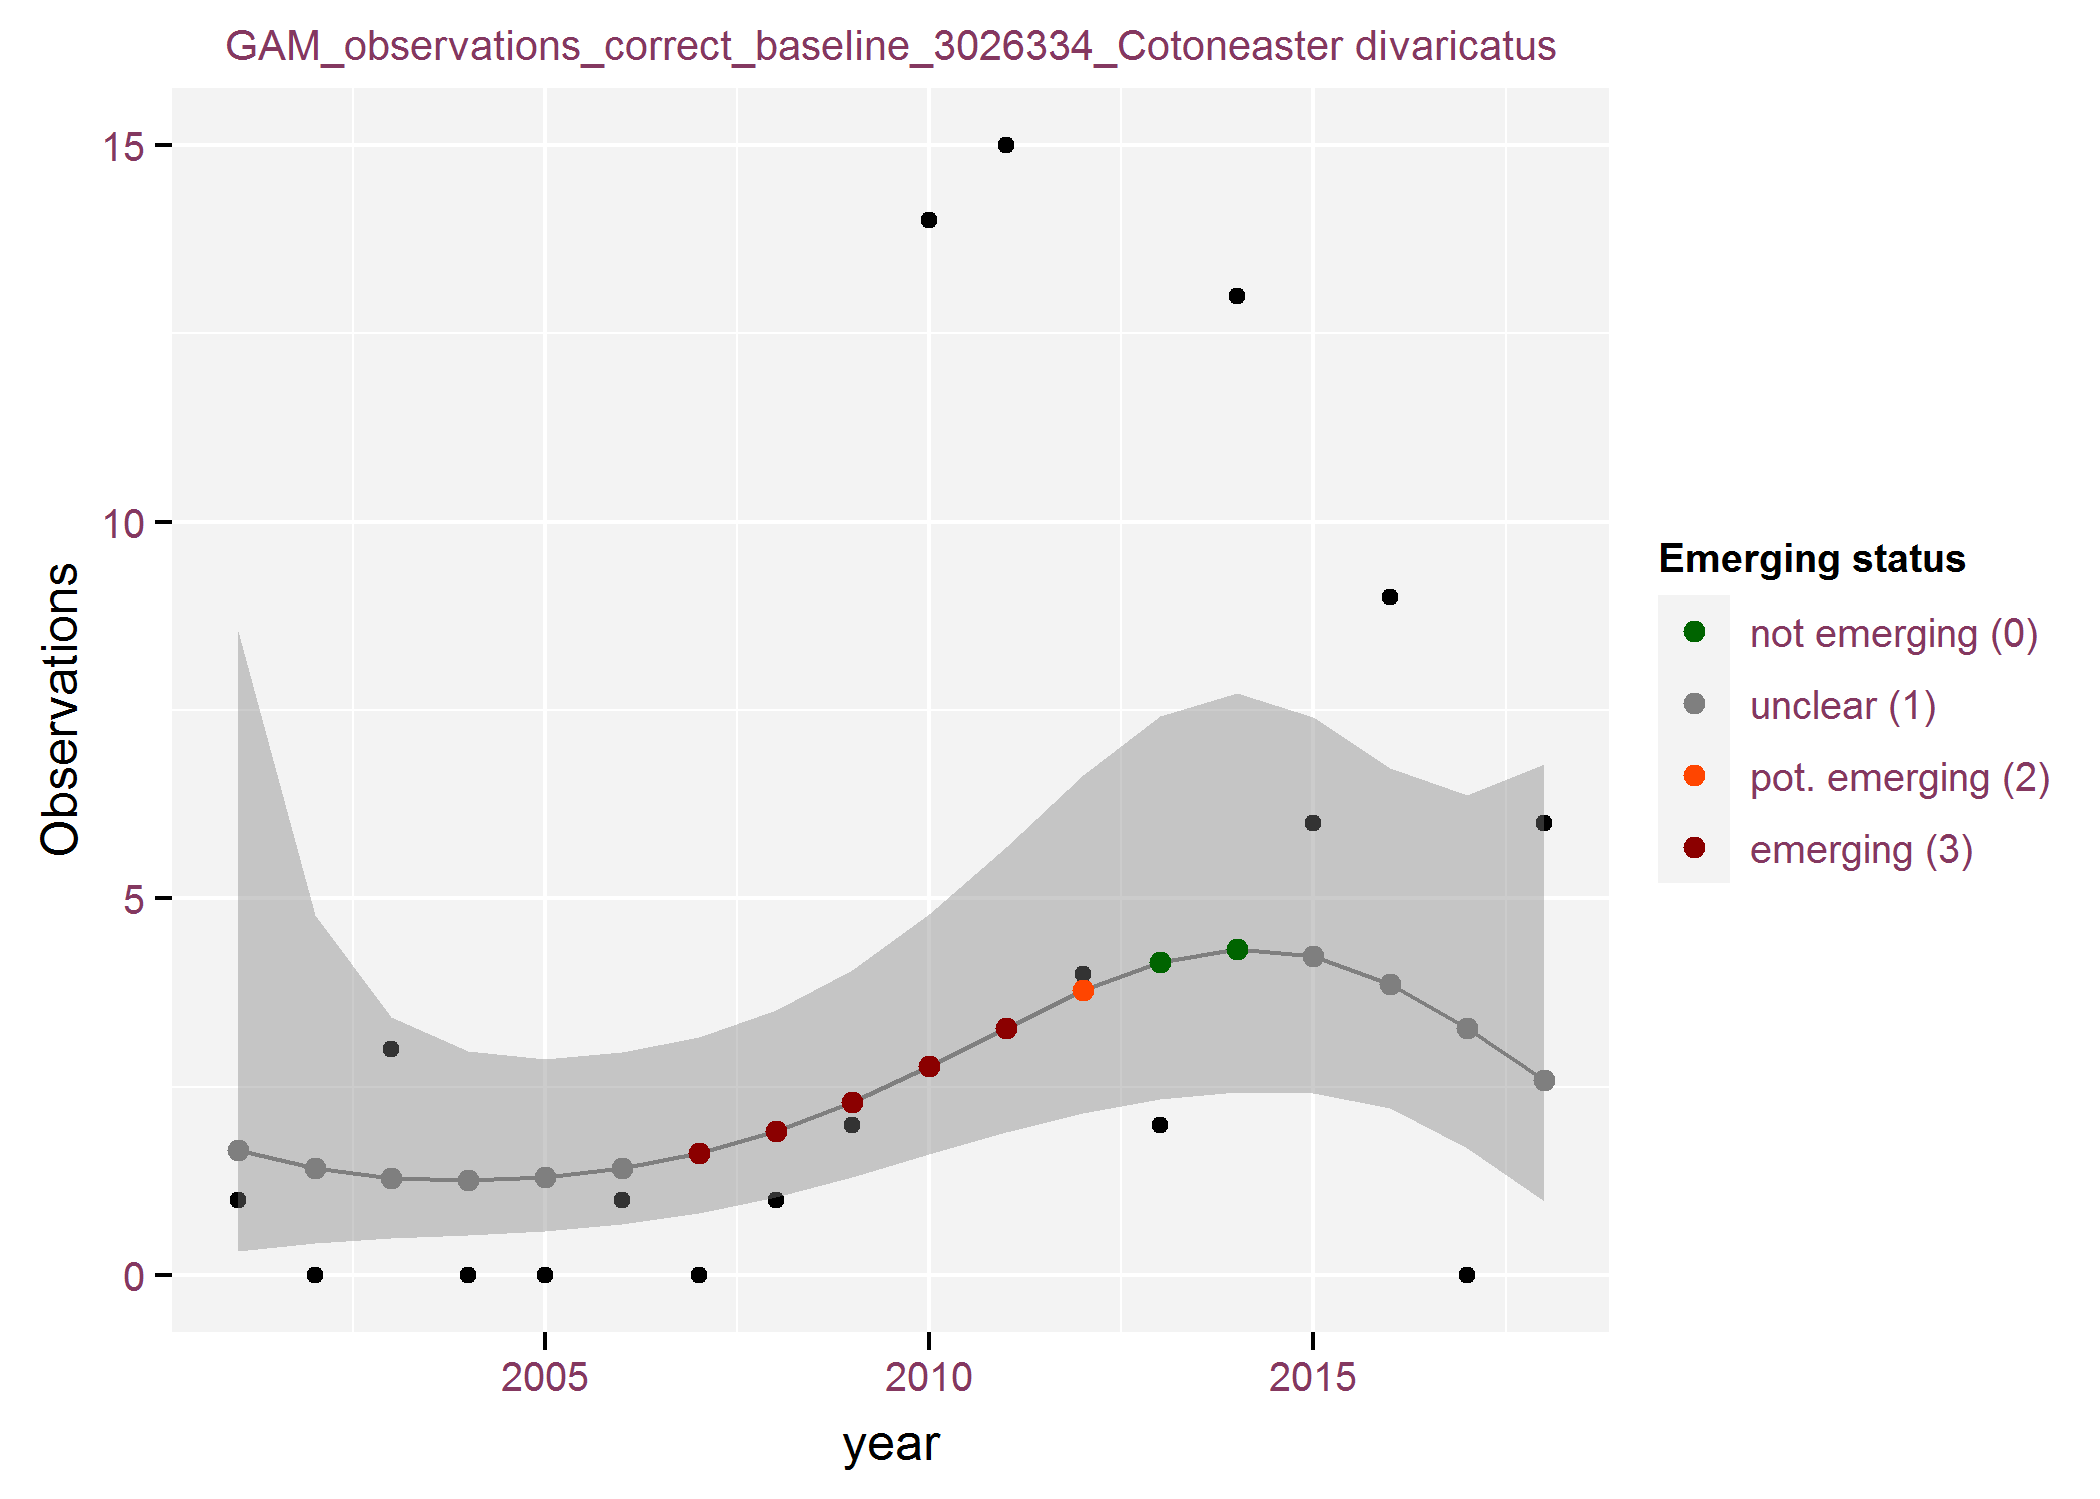 GAM_observations_correct_baseline_3026334_Cotoneaster divaricatus
15
10
5
0
Observations
2005
2010
2015
year
Emerging status
not emerging (0)
unclear (1)
pot. emerging (2)
emerging (3)